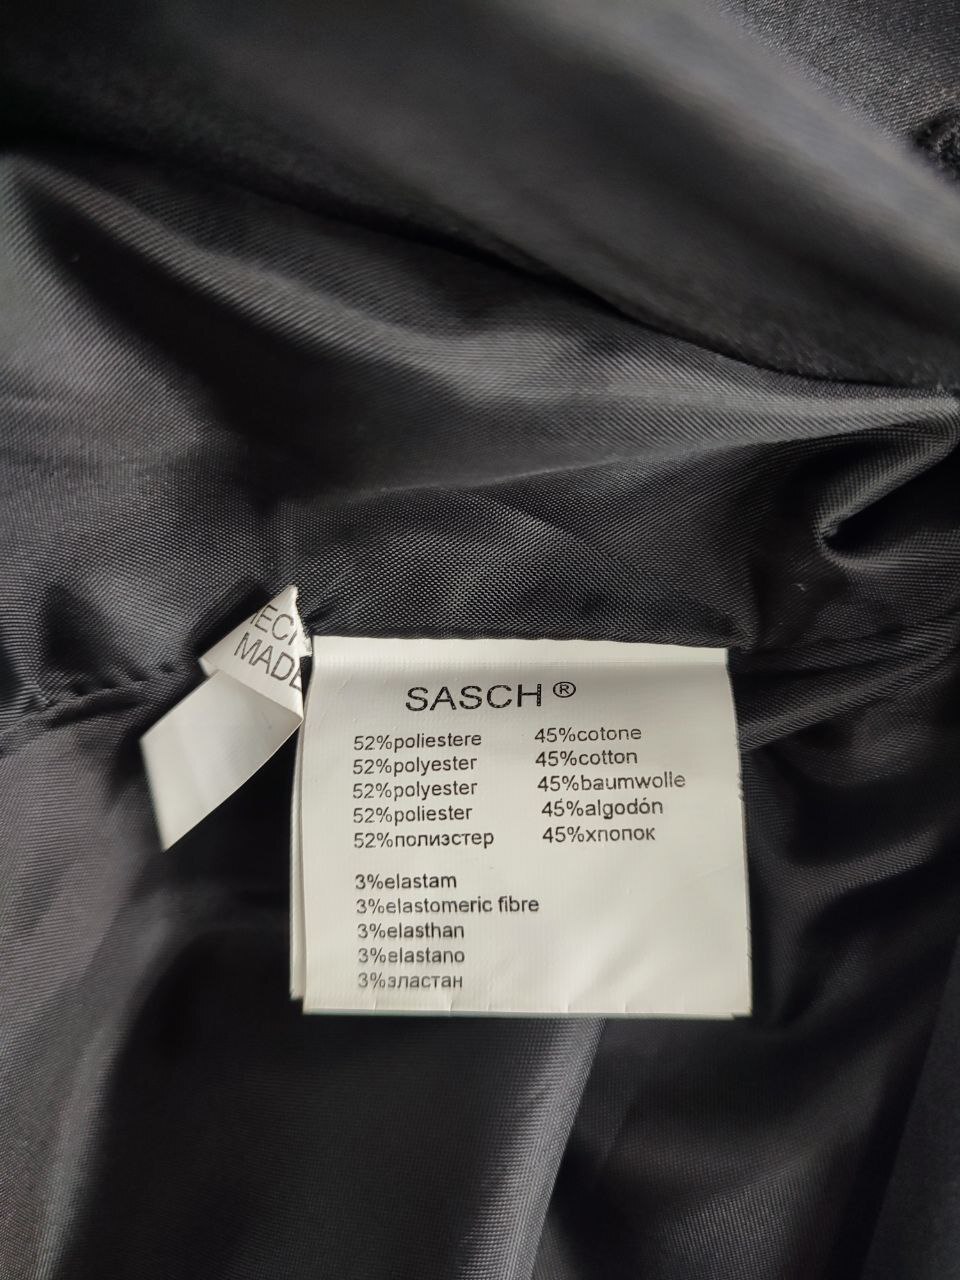 MADE
SASCH®
52%poliestere 45%cotone
52%polyester 45%cotton
52%polyester 45%baumwolle
52%poliester 45%algodón
52%полиэстер 45%хлопок
3%elastam
3%elastomeric fibre
3%elasthan
3%elastano
3%эластан